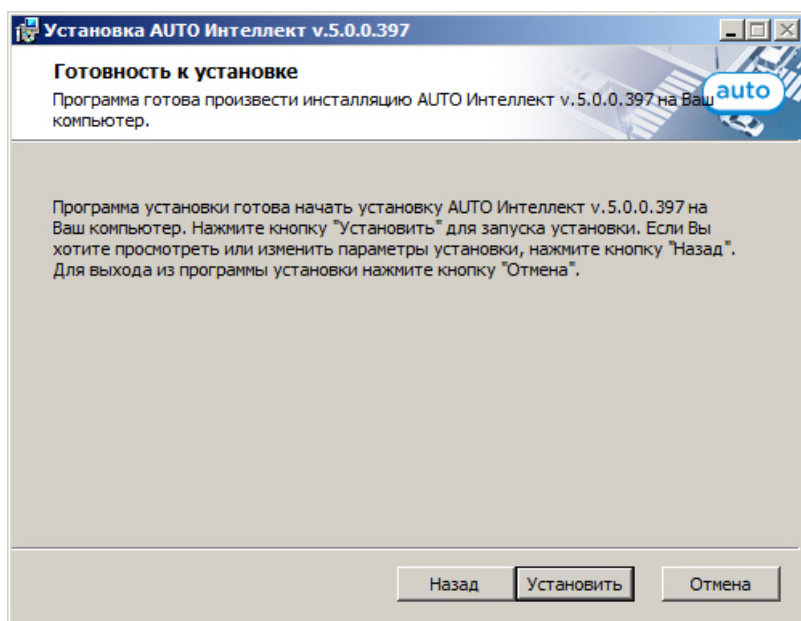 Установка AUTO Интеллект v.5.0.0.397
Готовность к установке
Программа готова произвести инсталляцию AUTO Интеллект v.5.0.0.397 на Ваш
компьютер.
auto
Программа установки готова начать установку AUTO Интеллект v.5.0.0.397 на
Ваш компьютер. Нажмите кнопку "Установить" для запуска установки. Если Вы
хотите просмотреть или изменить параметры установки, нажмите кнопку "Назад".
Для выхода из программы установки нажмите кнопку "Отмена".
Назад Установить Отмена